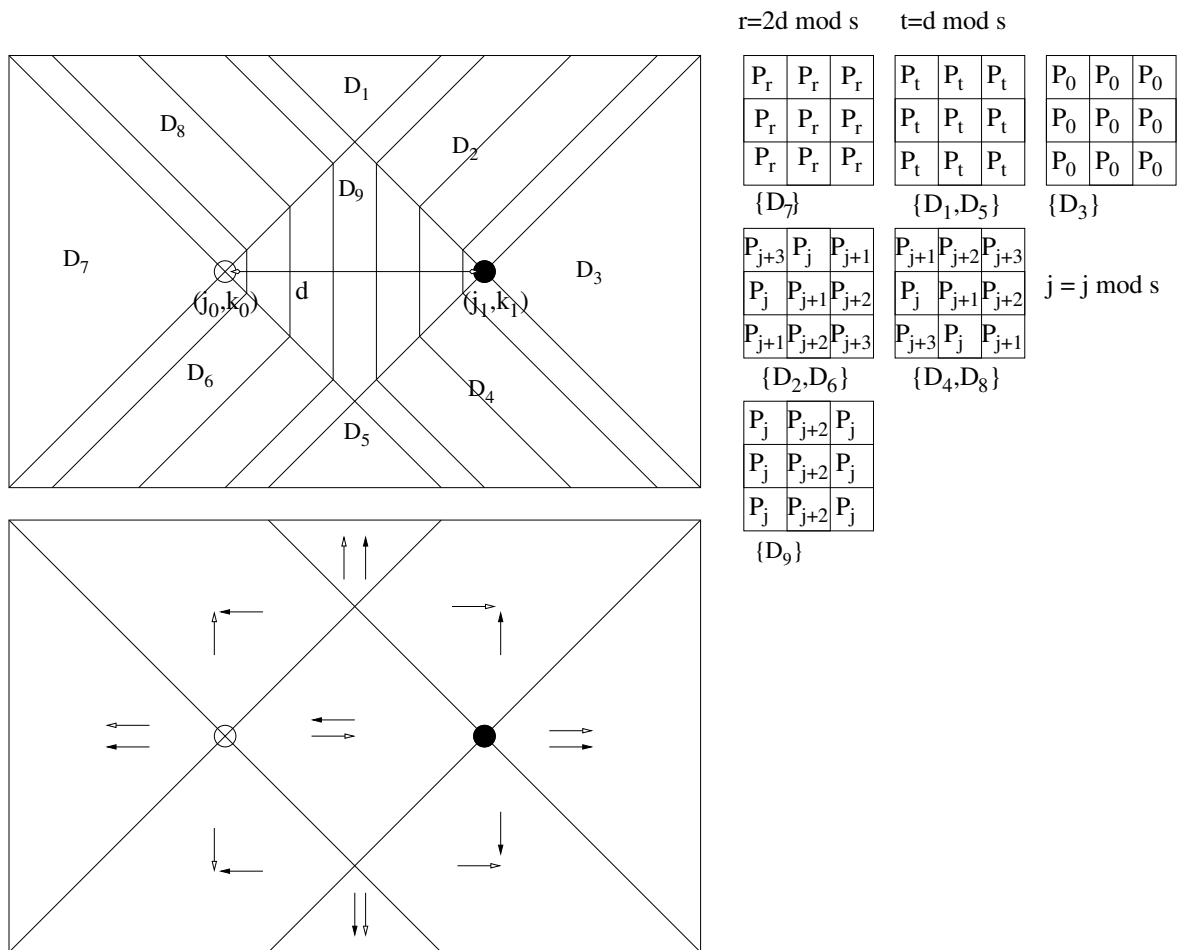 r=2d mod s t=d mod s
D1
D8
D2
D9
D7
D3
(j0,k0) d (j1,k1)
D6
D4
D5
Pr Pr Pr
Pr Pr Pr
Pr Pr Pr
{D7}
Pt Pt Pt
Pt Pt Pt
Pt Pt Pt
{D1,D5}
P0 P0 P0
P0 P0 P0
P0 P0 P0
{D3}
Pj+3 Pj Pj+1
Pj Pj+1 Pj+2
Pj+1 Pj+2 Pj+3
{D2,D6}
Pj+1 Pj+2 Pj+3
Pj Pj+1 Pj+2
Pj+3 Pj Pj+1
{D4,D8}
j = j mod s
Pj Pj+2 Pj
Pj Pj+2 Pj
Pj Pj+2 Pj
{D9}